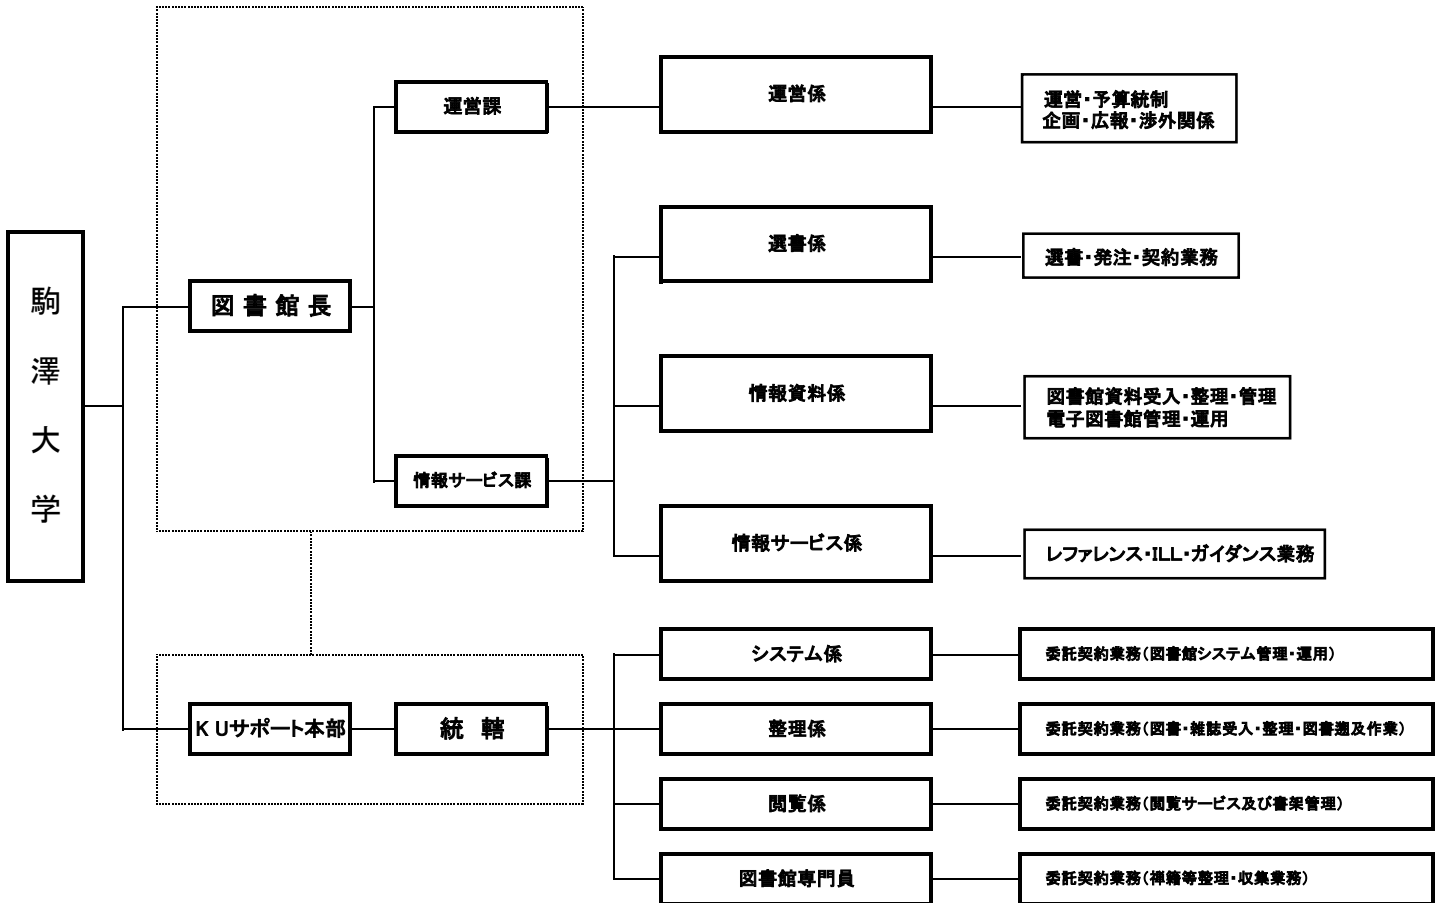 駒澤大学
図書館長
運営課
運営係
運営・予算統制
企画・広報・渉外関係
情報サービス課
選書係
選書・発注・契約業務
情報資料係
図書館資料受入・整理・管理
電子図書館管理・運用
情報サービス係
レファレンス・ILL・ガイダンス業務
KUサポート本部
統轄
システム係
委託契約業務(図書館システム管理・運用)
整理係
委託契約業務(図書・雑誌受入・整理・図書遡及作業)
閲覧係
委託契約業務(閲覧サービス及び書架管理)
図書館専門員
委託契約業務(禅籍等整理・収集業務)